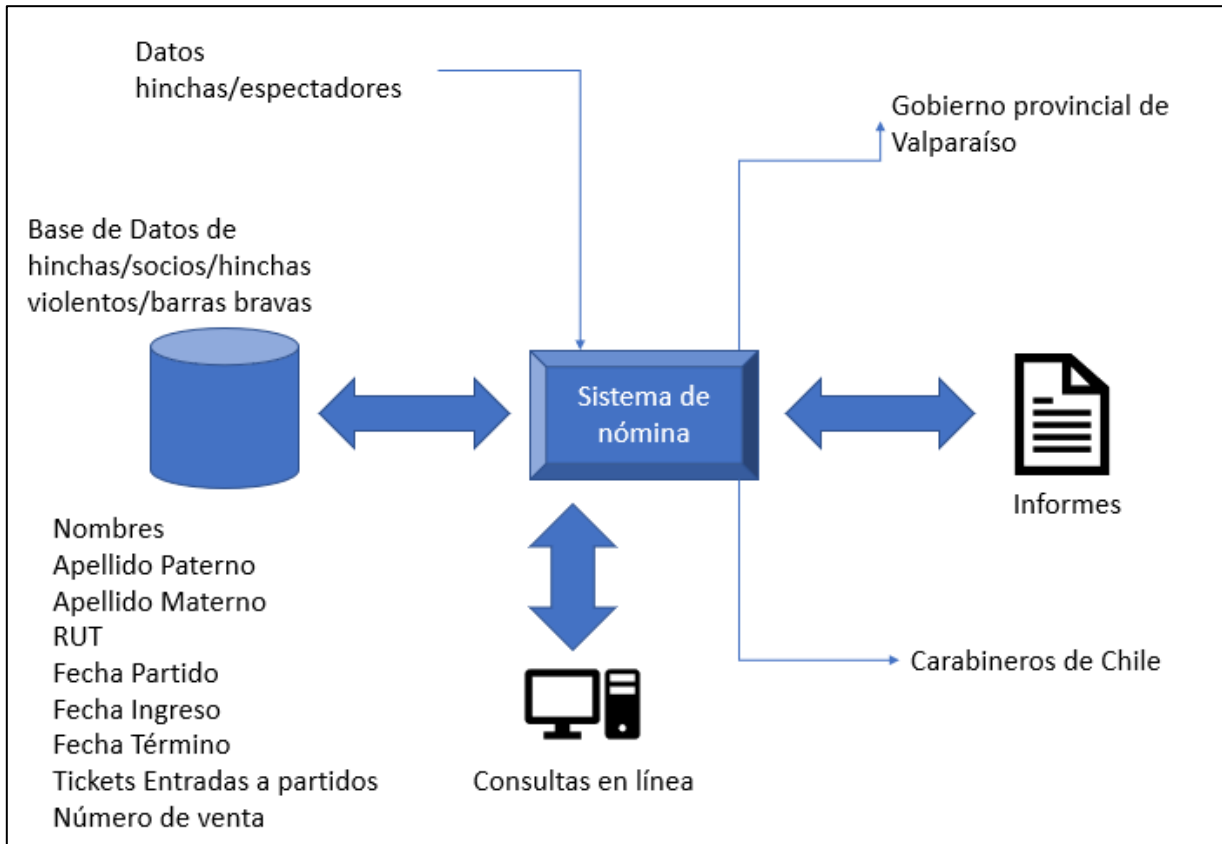 Datos
hinchas/espectadores
Gobierno provincial de
Valparaíso
Base de Datos de
hinchas/socios/hinchas
violentos/barras bravas
Sistema de
nómina
Informes
Nombres
Apellido Paterno
Apellido Materno
RUT
Fecha Partido
Fecha Ingreso
Fecha Término
Tickets Entradas a partidos
Número de venta
Carabineros de Chile
Consultas en línea